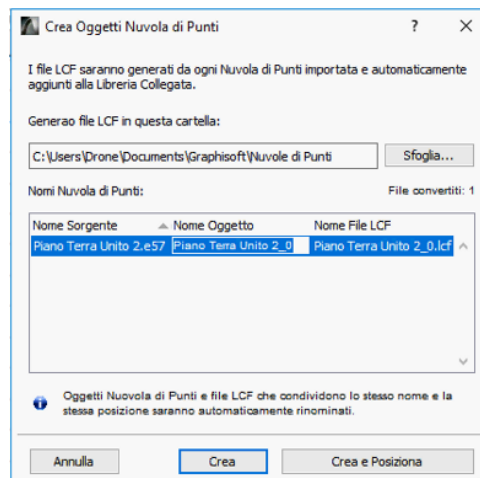 Crea Oggetti Nuvola di Punti ? ×
I file LCF saranno generati da ogni Nuvola di Punti importata e automaticamente
aggiunti alla Libreria Collegata.
Generao file LCF in questa cartella:
C:\Users\Drone\Documents\Graphisoft\Nuvole di Punti Sfoglia...
Nomi Nuvola di Punti: File convertiti: 1
Nome Sorgente Nome Oggetto Nome File LCF
Piano Terra Unito 2.e57 Piano Terra Unito 2_0 Piano Terra Unito 2_0.lcf
Oggetti Nuovola di Punti e file LCF che condividono lo stesso nome e la
stessa posizione saranno automaticamente rinominati.
Annulla Crea Crea e Posiziona